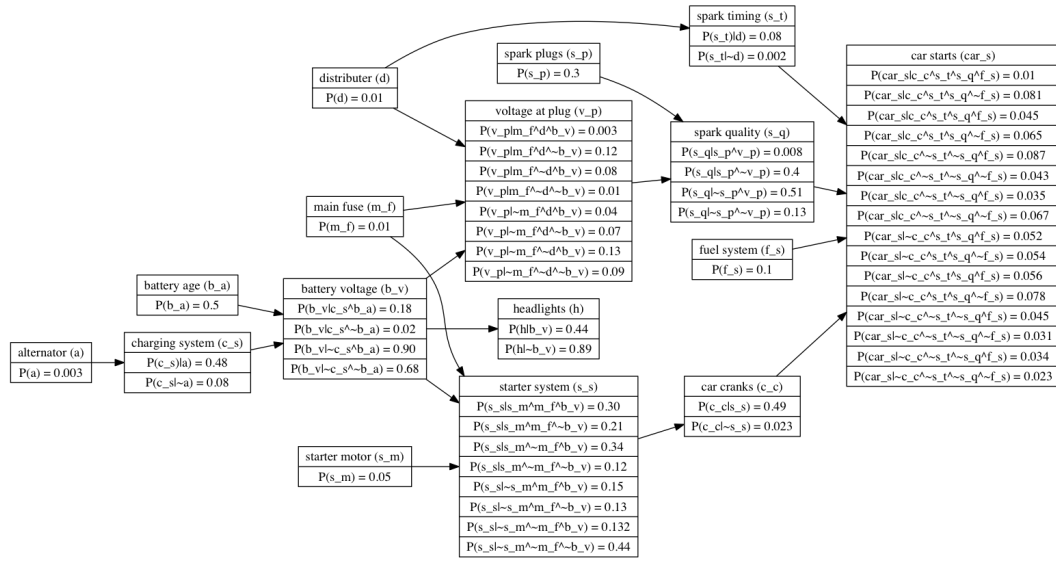 spark timing (s_t)
P(s_t)|d) = 0.08
P(s_t|~d) = 0.002
spark plugs (s_p)
P(s_p) = 0.3
distributer (d)
P(d) = 0.01
voltage at plug (v_p)
P(v_p|m_f^d^b_v) = 0.003
P(v_p|m_f^d^~b_v) = 0.12
P(v_p|m_f^~d^b_v) = 0.08
P(v_p|m_f^~d^~b_v) = 0.01
P(v_p|~m_f^d^b_v) = 0.04
P(v_p|~m_f^d^~b_v) = 0.07
P(v_p|~m_f^~d^b_v) = 0.13
P(v_p|~m_f^~d^~b_v) = 0.09
spark quality (s_q)
P(s_q|s_p^v_p) = 0.008
P(s_q|s_p^~v_p) = 0.4
P(s_q|~s_p^v_p) = 0.51
P(s_q|~s_p^~v_p) = 0.13
car starts (car_s)
P(car_s|c_c^s_t^s_q^f_s) = 0.01
P(car_s|c_c^s_t^s_q^~f_s) = 0.081
P(car_s|c_c^s_t^~s_q^f_s) = 0.045
P(car_s|c_c^s_t^~s_q^~f_s) = 0.065
P(car_s|c_c^~s_t^~s_q^f_s) = 0.087
P(car_s|c_c^~s_t^~s_q^~f_s) = 0.043
P(car_s|c_c^~s_t^~s_q^f_s) = 0.035
P(car_s|c_c^~s_t^~s_q^~f_s) = 0.067
P(car_s|~c_c^s_t^s_q^f_s) = 0.052
P(car_s|~c_c^s_t^s_q^~f_s) = 0.054
P(car_s|~c_c^s_t^~s_q^f_s) = 0.056
P(car_s|~c_c^s_t^~s_q^~f_s) = 0.078
P(car_s|~c_c^~s_t^~s_q^f_s) = 0.045
P(car_s|~c_c^~s_t^~s_q^~f_s) = 0.031
P(car_s|~c_c^~s_t^~s_q^f_s) = 0.034
P(car_s|~c_c^~s_t^~s_q^~f_s) = 0.023
main fuse (m_f)
P(m_f) = 0.01
fuel system (f_s)
P(f_s) = 0.1
battery age (b_a)
P(b_a) = 0.5
battery voltage (b_v)
P(b_v|c_s^b_a) = 0.18
P(b_v|c_s^~b_a) = 0.02
P(b_v|~c_s^b_a) = 0.90
P(b_v|~c_s^~b_a) = 0.68
headlights (h)
P(h|b_v) = 0.44
P(h|~b_v) = 0.89
alternator (a)
P(a) = 0.003
charging system (c_s)
P(c_s)|a) = 0.48
P(c_s|~a) = 0.08
starter system (s_s)
P(s_s|s_m^m_f^b_v) = 0.30
P(s_s|s_m^m_f^~b_v) = 0.21
P(s_s|s_m^~m_f^b_v) = 0.34
P(s_s|s_m^~m_f^~b_v) = 0.12
P(s_s|~s_m^m_f^b_v) = 0.15
P(s_s|~s_m^m_f^~b_v) = 0.13
P(s_s|~s_m^~m_f^b_v) = 0.132
P(s_s|~s_m^~m_f^~b_v) = 0.44
car cranks (c_c)
P(c_c|s_s) = 0.49
P(c_c|~s_s) = 0.023
starter motor (s_m)
P(s_m) = 0.05